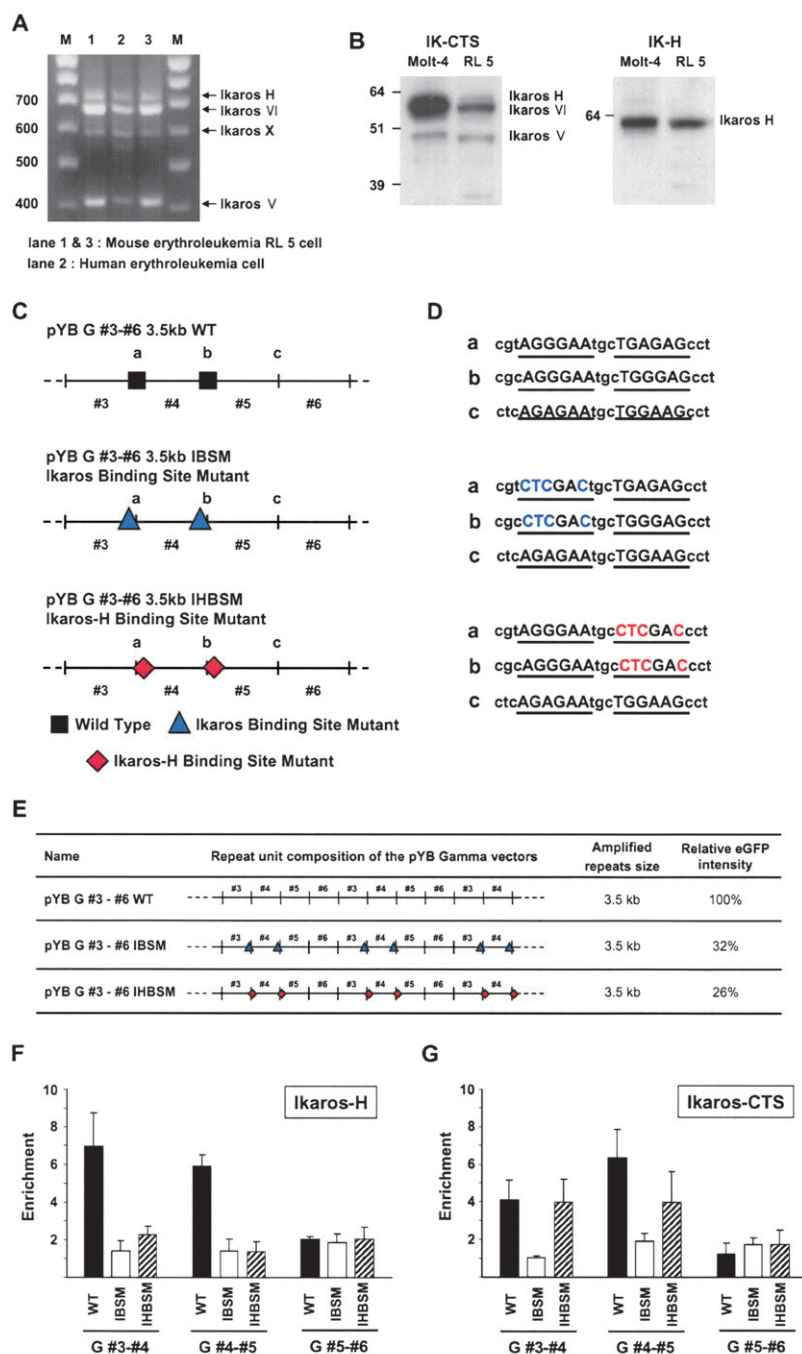 A
M 1 2 3 M
700
600
500
400
Ikaros H
Ikaros VI
Ikaros X
Ikaros V
lane 1 & 3 : Mouse erythroleukemia RL 5 cell
lane 2 : Human erythroleukemia cell
B
IK-CTS
Molt-4 RL 5
64
51
39
Ikaros H
Ikaros VI
Ikaros V
IK-H
Molt-4 RL 5
64
Ikaros H
C
pYB G #3-#6 3.5kb WT
a b c
#3 #4 #5 #6
pYB G #3-#6 3.5kb IBSM
Ikaros Binding Site Mutant
a b c
#3 #4 #5 #6
pYB G #3-#6 3.5kb IHBSM
Ikaros-H Binding Site Mutant
a b c
#3 #4 #5 #6
Wild Type Ikaros Binding Site Mutant
Ikaros-H Binding Site Mutant
D
a cgtAGGGAAtgcTGAGAGcct
b cgcAGGGAAtgcTGGGAGcct
c ctcAGAGAAtgcTGGAAGcct
a cgtCTCGACtgcTGAGAGcct
b cgcCTCGACtgcTGGGAGcct
c ctcAGAGAAtgcTGGAAGcct
a cgtAGGGAAtgcCTCGACcct
b cgcAGGGAAtgcCTCGACcct
c ctcAGAGAAtgcTGGAAGcct
E
Name Repeat unit composition of the pYB Gamma vectors Amplified repeats size Relative eGFP intensity
pYB G #3 - #6 WT #3 #4 #5 #6 #3 #4 #5 #6 #3 #4 3.5 kb 100%
pYB G #3 - #6 IBSM #3 #4 #5 #6 #3 #4 #5 #6 #3 #4 3.5 kb 32%
pYB G #3 - #6 IHBSM #3 #4 #5 #6 #3 #4 #5 #6 #3 #4 3.5 kb 26%
F
Ikaros-H
Enrichment
10
8
6
4
2
WT IBSM IHBSM WT IBSM IHBSM WT IBSM IHBSM
G #3-#4 G #4-#5 G #5-#6
G
Ikaros-CTS
Enrichment
10
8
6
4
2
WT IBSM IHBSM WT IBSM IHBSM WT IBSM IHBSM
G #3-#4 G #4-#5 G #5-#6